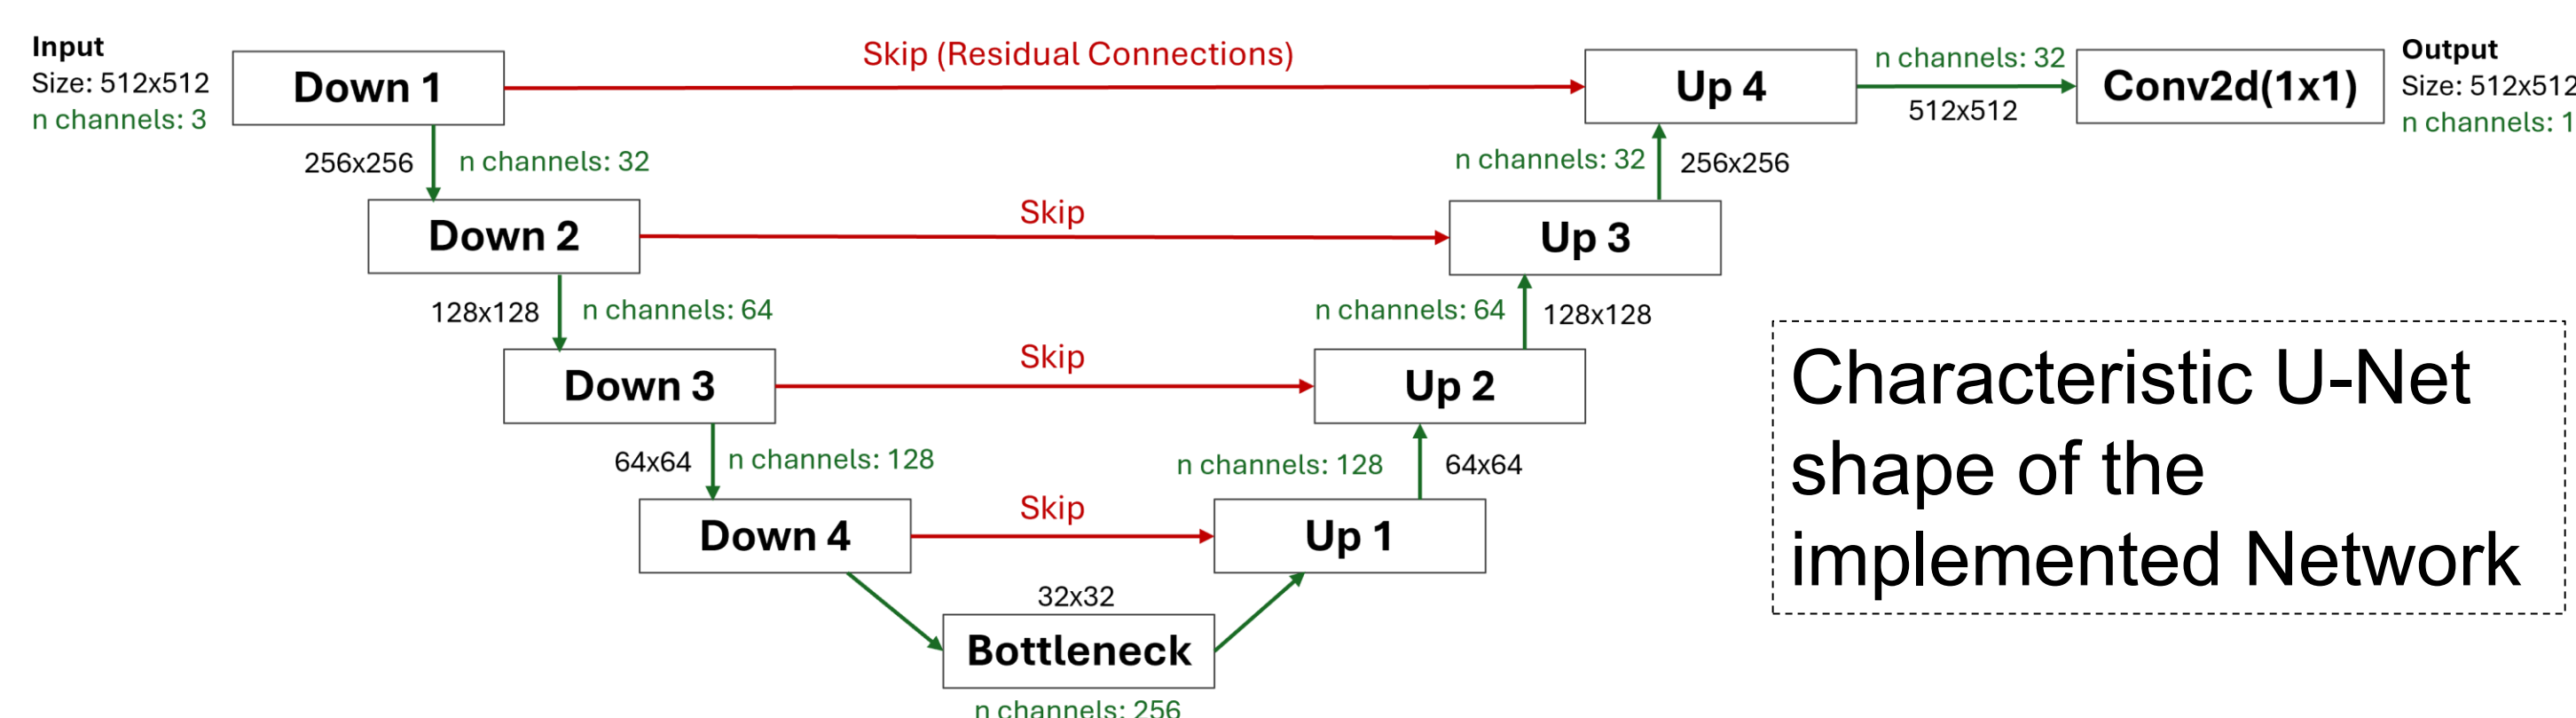 Input
Size: 512x512
n channels: 3
Down 1
Skip (Residual Connections)
Up 4
n channels: 32
512x512
Conv2d(1x1)
Output
Size: 512x512
n channels: 1
256x256
n channels: 32
n channels: 32
256x256
Down 2
Skip
Up 3
128x128
n channels: 64
n channels: 64
128x128
Down 3
Skip
Up 2
64x64
n channels: 128
n channels: 128
64x64
Down 4
Skip
Up 1
32x32
Bottleneck
n channels: 256
Characteristic U-Net
shape of the
implemented Network